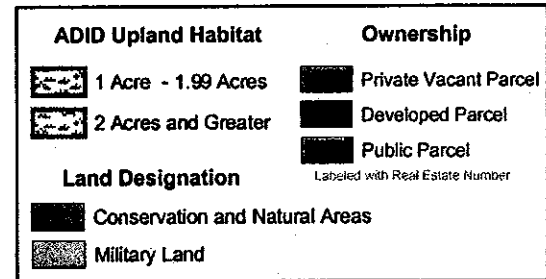 ADID Upland Habitat
1 Acre - 1.99 Acres
2 Acres and Greater
Land Designation
Conservation and Natural Areas
Military Land
Ownership
Private Vacant Parcel
Developed Parcel
Public Parcel
Labeled with Real Estate Number